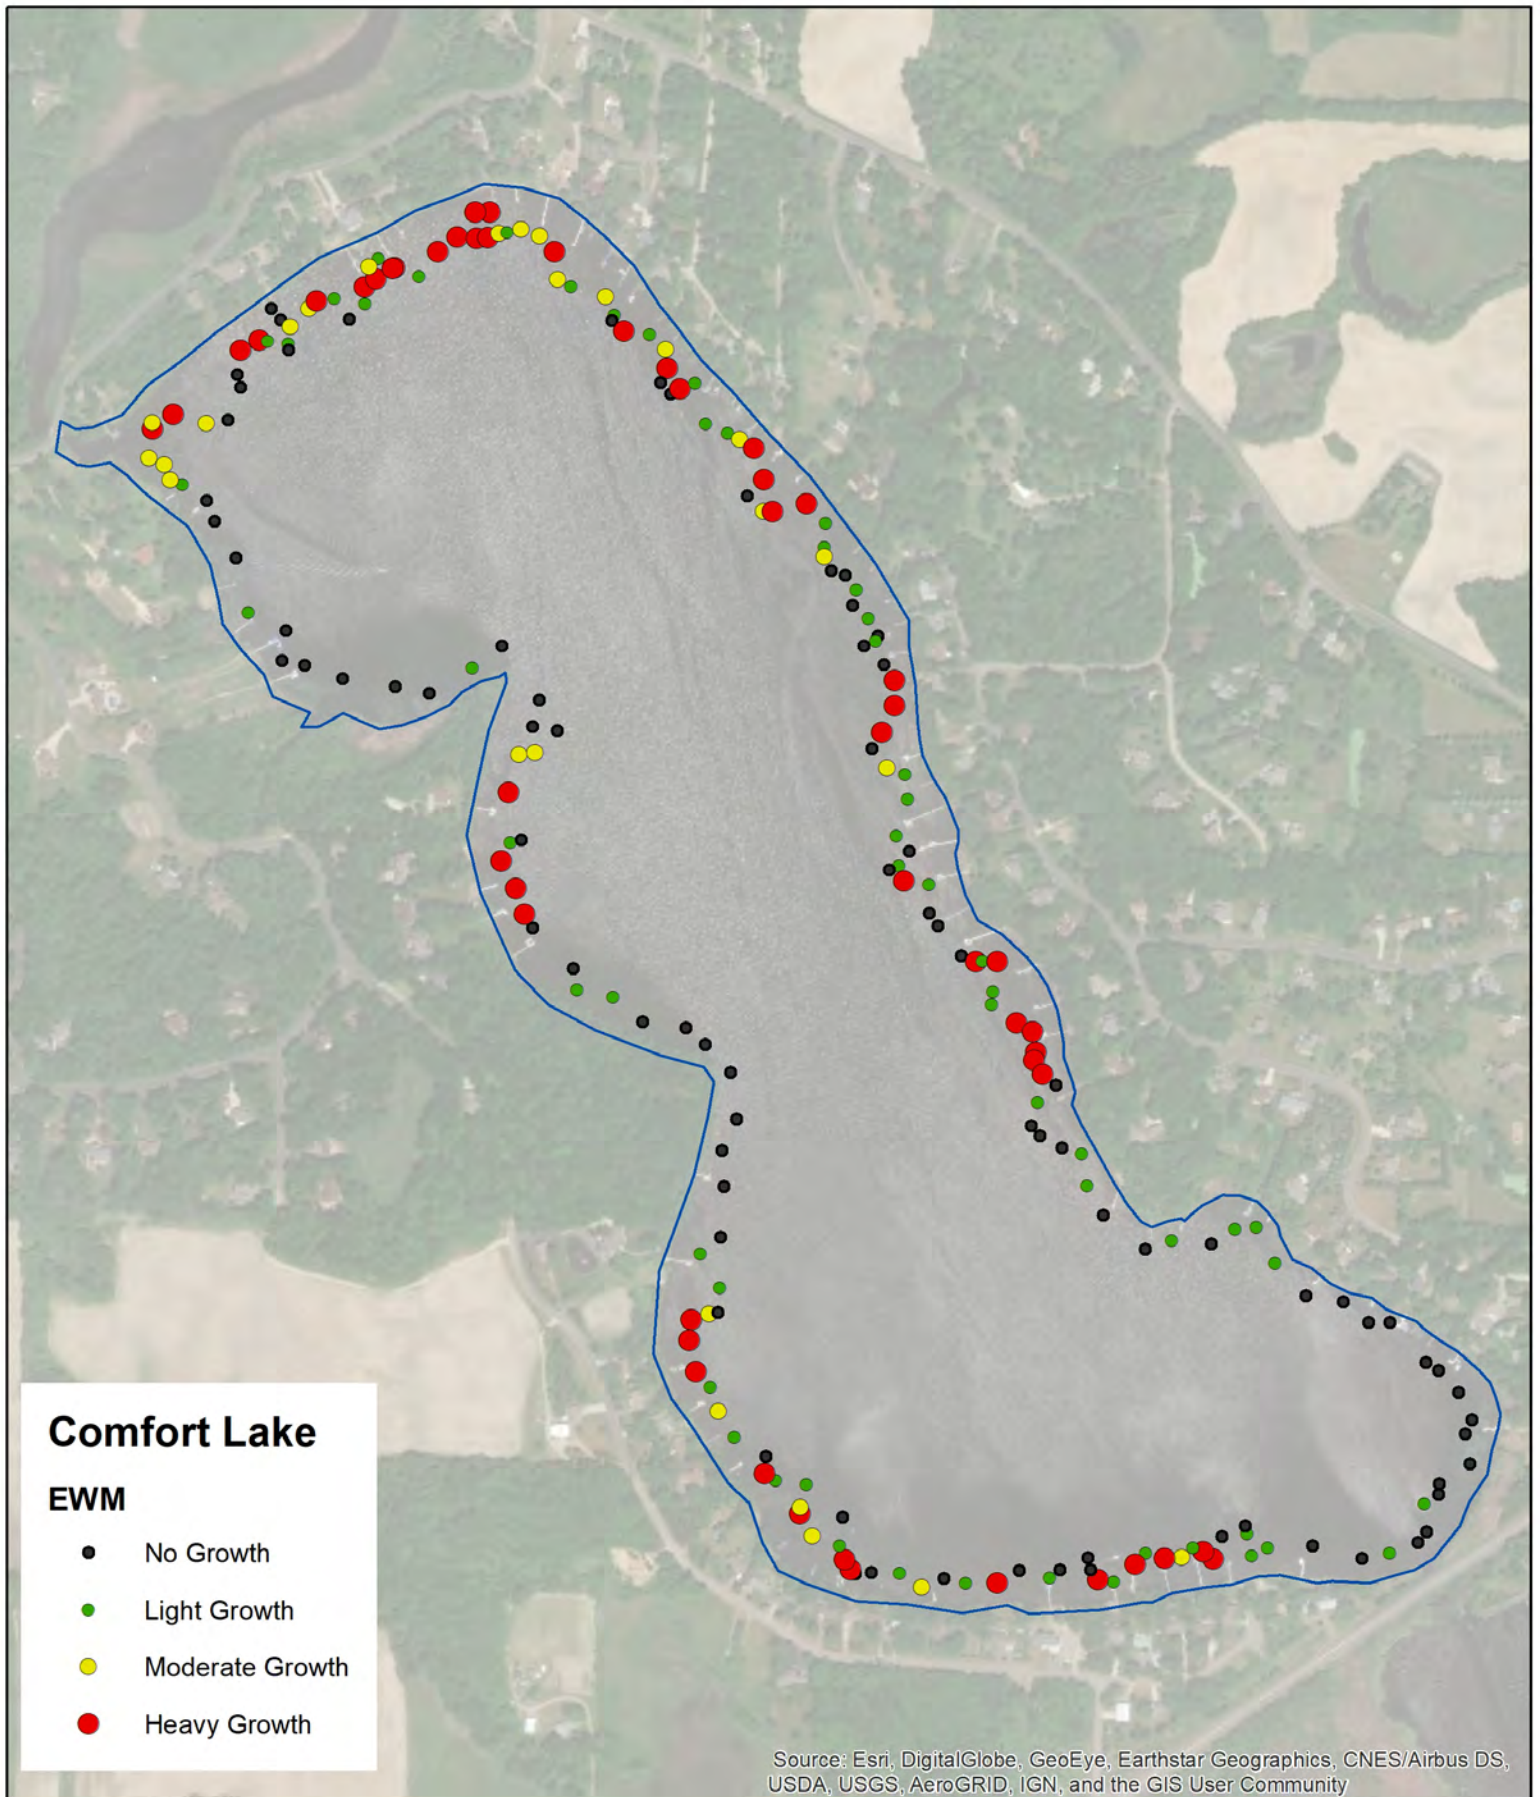 Comfort Lake
EWM
No Growth
Light Growth
Moderate Growth
Heavy Growth
Source: Esri, DigitalGlobe, GeoEye, Earthstar Geographics, CNES/Airbus DS,
USDA, USGS, AeroGRID, IGN, and the GIS User Community